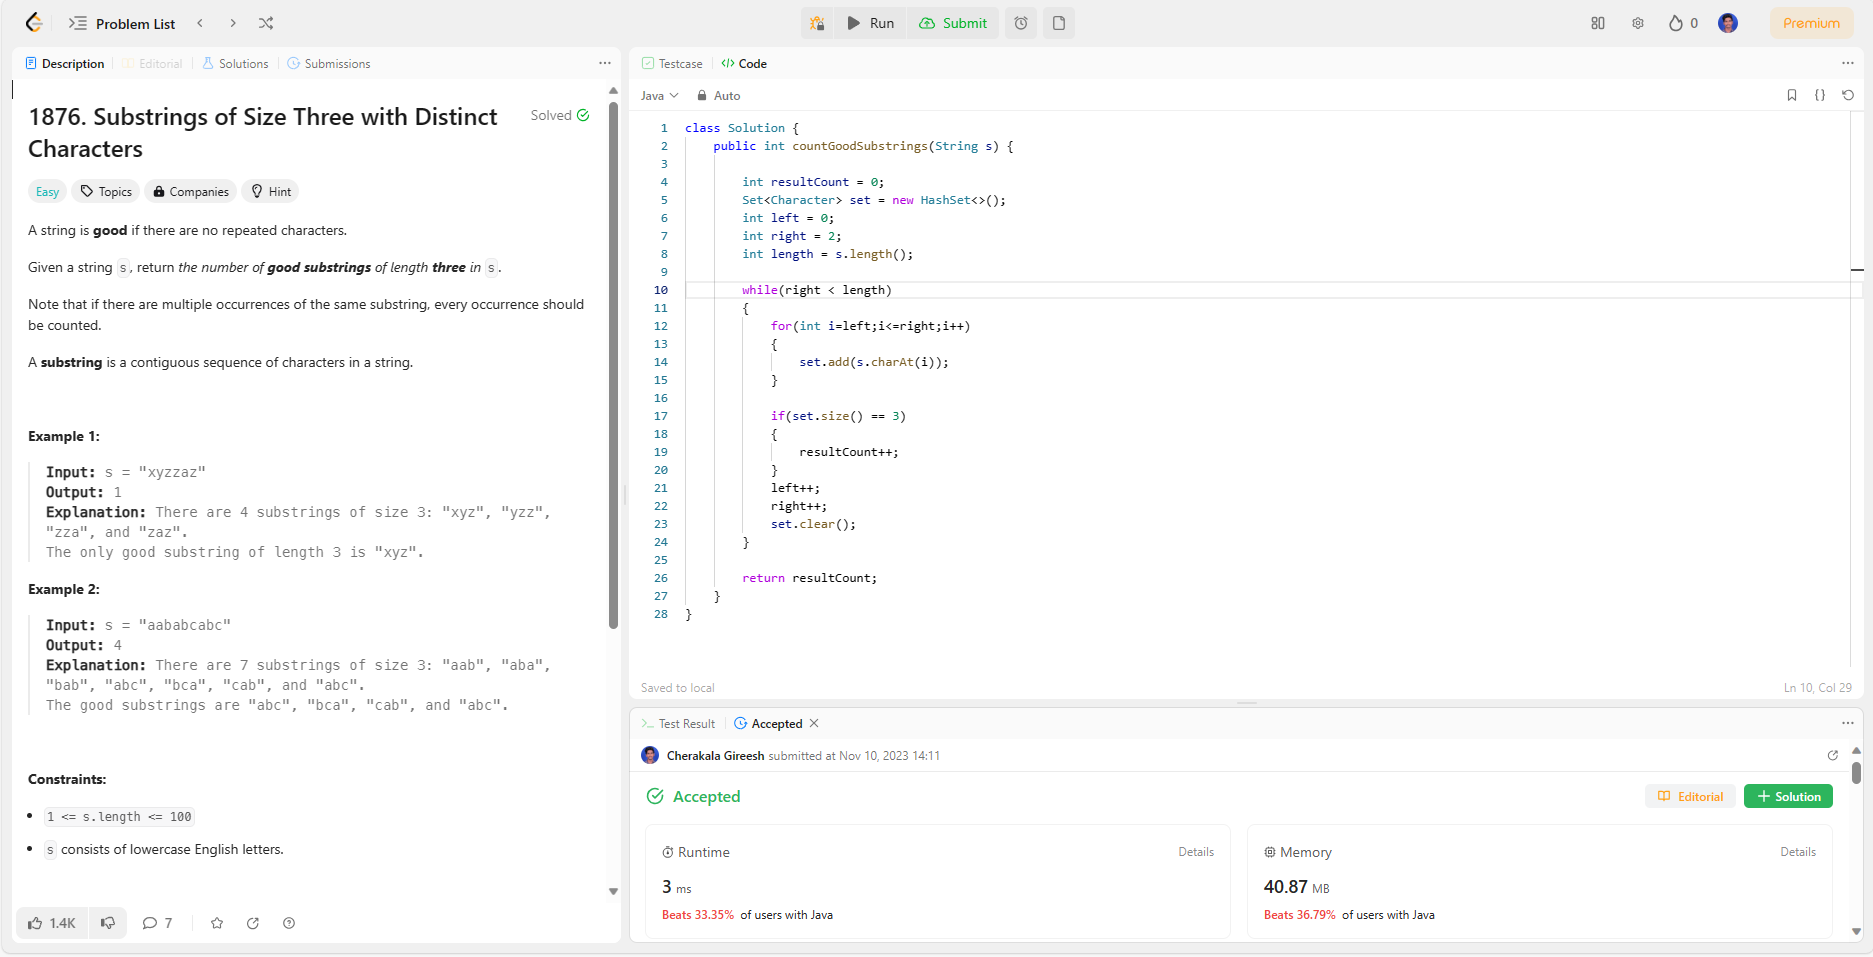 Problem List
Run
Submit
0
Premium
Description
Editorial
Solutions
Submissions
1876. Substrings of Size Three with Distinct
Characters
Solved
Easy
Topics
Companies
Hint
A string is good if there are no repeated characters.
Given a string s, return the number of good substrings of length three in s.
Note that if there are multiple occurrences of the same substring, every occurrence should
be counted.
A substring is a contiguous sequence of characters in a string.
Example 1:
Input: s = "xyzzaz"
Output: 1
Explanation: There are 4 substrings of size 3: "xyz", "yzz",
"zza", and "zaz".
The only good substring of length 3 is "xyz".
Example 2:
Input: s = "aababcabc"
Output: 4
Explanation: There are 7 substrings of size 3: "aab", "aba",
"bab", "abc", "bca", "cab", and "abc".
The good substrings are "abc", "bca", "cab", and "abc".
Constraints:
1 <= s.length <= 100
s consists of lowercase English letters.
1.4K
7
Testcase
</> Code
Java
Auto
{}
1 class Solution {
2 public int countGoodSubstrings(String s) {
3
4 int resultCount = 0;
5 Set<Character> set = new HashSet<>();
6 int left = 0;
7 int right = 2;
8 int length = s.length();
9
10 while(right < length)
11 {
12 for(int i=left;i<=right;i++)
13 {
14 set.add(s.charAt(i));
15 }
16
17 if(set.size() == 3)
18 {
19 resultCount++;
20 }
21 left++;
22 right++;
23 set.clear();
24 }
25
26 return resultCount;
27 }
28 }
Saved to local
Ln 10, Col 29
Test Result
Accepted
Cherakala Gireesh submitted at Nov 10, 2023 14:11
Accepted
Editorial
Solution
Runtime
Details
3 ms
Beats 33.35% of users with Java
Memory
Details
40.87 MB
Beats 36.79% of users with Java